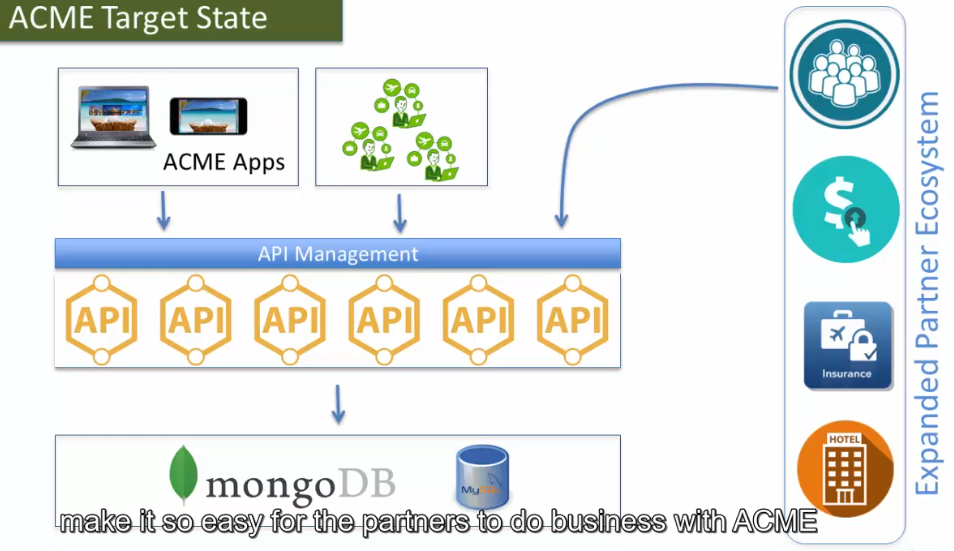 ACME Target State
ACME Apps
API Management
API API API API API API
mongoDB
MySQL
Insurance
HOTEL
Expanded Partner Ecosystem
make it so easy for the partners to do business with ACME